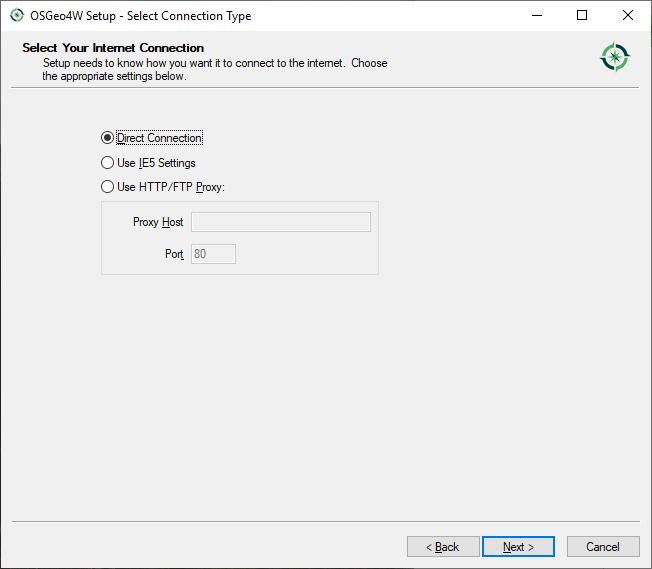 OSGeo4W Setup - Select Connection Type
Select Your Internet Connection
Setup needs to know how you want it to connect to the internet. Choose
the appropriate settings below.
Direct Connection
Use IE5 Settings
Use HTTP/FTP Proxy:
Proxy Host
Port 80
< Back Next > Cancel